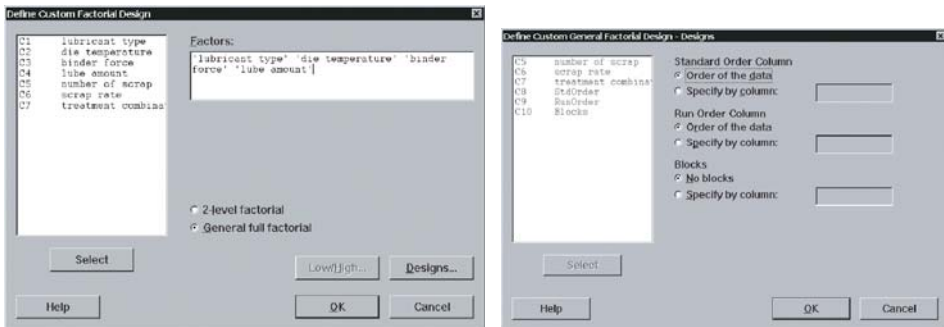 Define Custom Factorial Design
C1 lubricant type
C2 die temperature
C3 binder force
C4 lube amount
C5 number of scrap
C6 scrap rate
C7 treatment combina
Factors:
'lubricant type' 'die temperature' 'binder
force' 'lube amount'
2-level factorial
General full factorial
Select
Low/High...
Designs...
Help
OK
Cancel
Define Custom General Factorial Design - Designs
C5 number of scrap
C6 scrap rate
C7 treatment combina
C8 StdOrder
C9 RunOrder
C10 Blocks
Standard Order Column
Order of the data
Specify by column:
Run Order Column
Order of the data
Specify by column:
Blocks
No blocks
Specify by column:
Select
Help
OK
Cancel